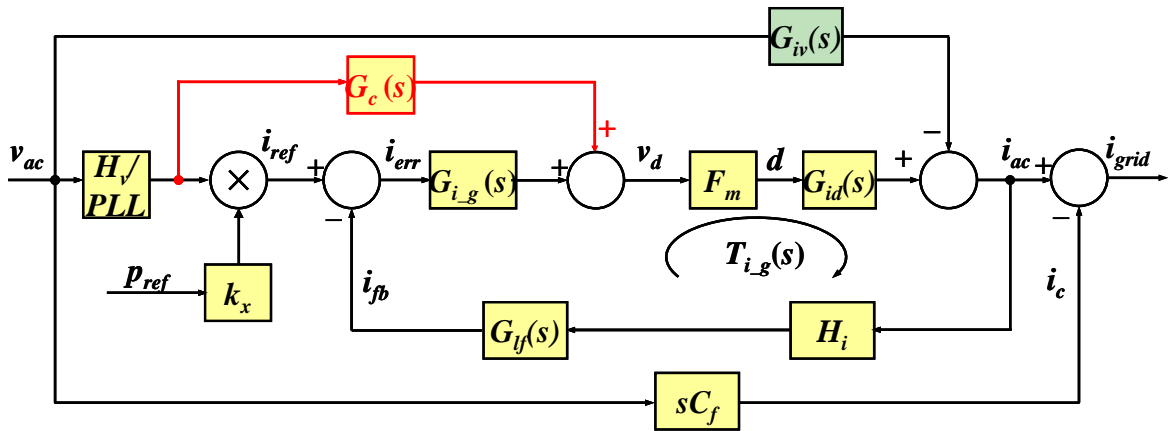 G_iv(s)
G_c(s)
+
−
v_ac
H_v/
PLL
×
i_ref
+
−
i_err
G_i_g(s)
+
v_d
F_m
d
G_id(s)
+
i_ac
+
−
i_grid
T_i_g(s)
p_ref
k_x
i_fb
G_lf(s)
H_i
i_c
sC_f